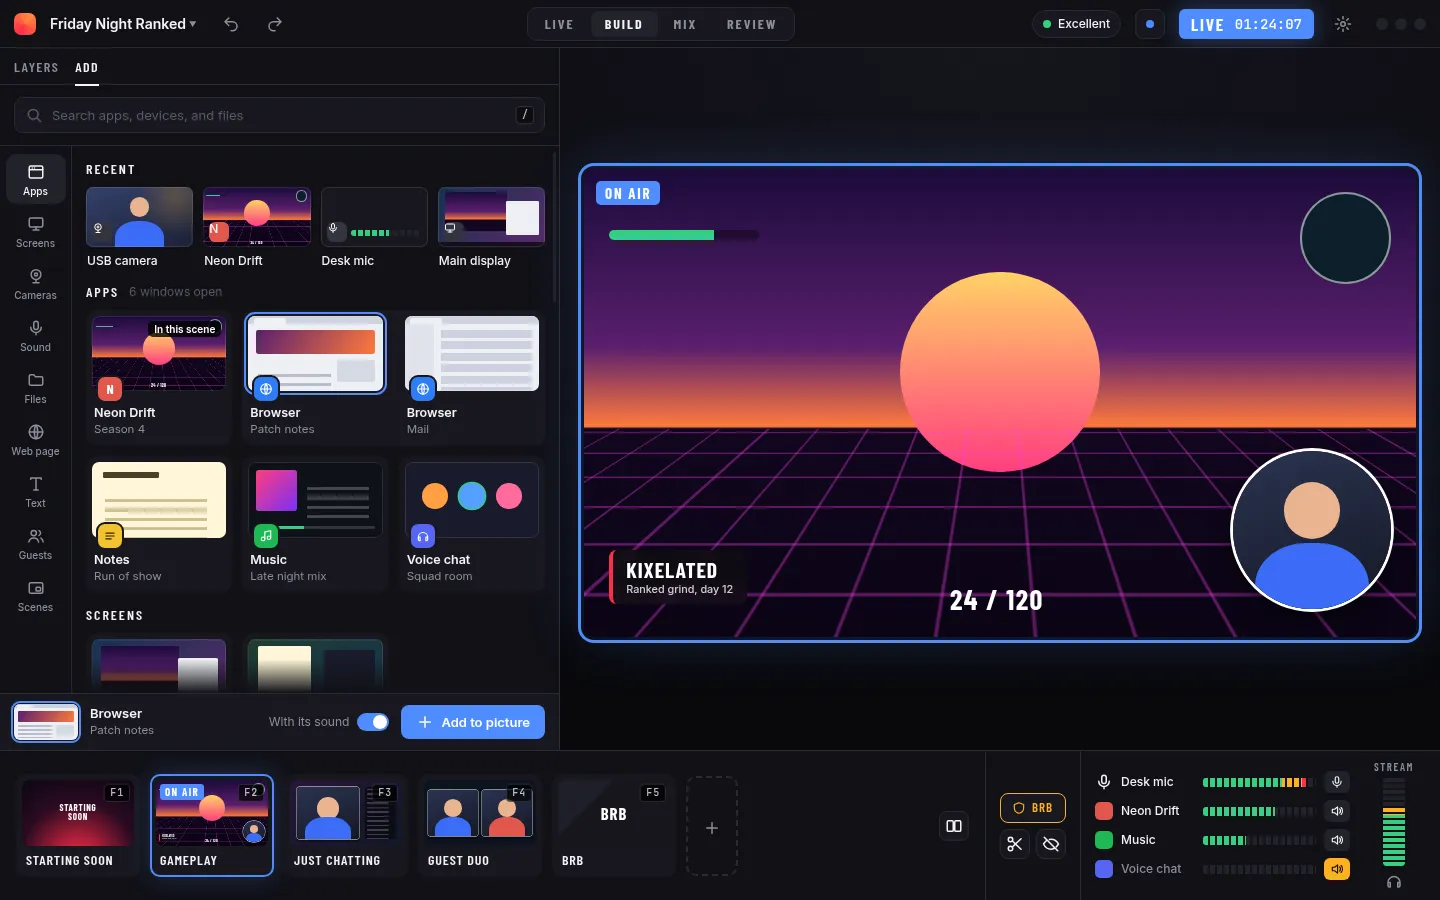 Friday Night Ranked
LIVE BUILD MIX REVIEW
Excellent
LIVE 01:24:07
LAYERS ADD
Search apps, devices, and files /
Apps
Screens
Cameras
Sound
Files
Web page
Text
Guests
Scenes
RECENT
N
USB camera Neon Drift Desk mic Main display
APPS 6 windows open
In this scene
24 / 120
N
Neon Drift
Season 4
Browser
Patch notes
Browser
Mail
Notes
Run of show
Music
Late night mix
Voice chat
Squad room
SCREENS
Browser
Patch notes
With its sound
Add to picture
ON AIR
KIXELATED
Ranked grind, day 12
24 / 120
F1
STARTING
SOON
STARTING SOON
ON AIR F2
GAMEPLAY
F3
JUST CHATTING
F4
GUEST DUO
F5
BRB
BRB
BRB
Desk mic
Neon Drift
Music
Voice chat
STREAM